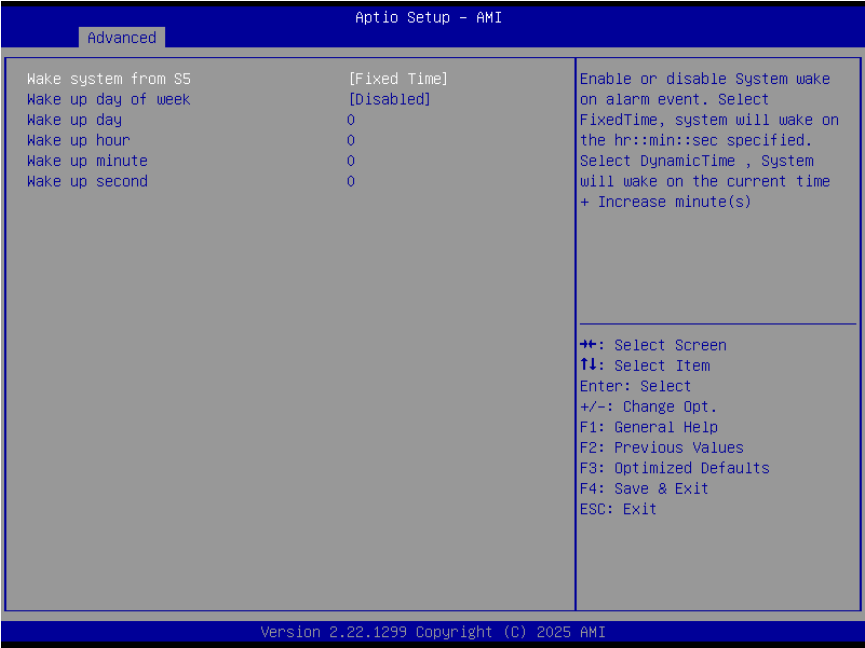 Aptio Setup – AMI
Advanced
Wake system from S5 [Fixed Time]
Wake up day of week [Disabled]
Wake up day 0
Wake up hour 0
Wake up minute 0
Wake up second 0
Enable or disable System wake
on alarm event. Select
FixedTime, system will wake on
the hr::min::sec specified.
Select DynamicTime , System
will wake on the current time
+ Increase minute(s)
→←: Select Screen
↑↓: Select Item
Enter: Select
+/-: Change Opt.
F1: General Help
F2: Previous Values
F3: Optimized Defaults
F4: Save & Exit
ESC: Exit
Version 2.22.1299 Copyright (C) 2025 AMI